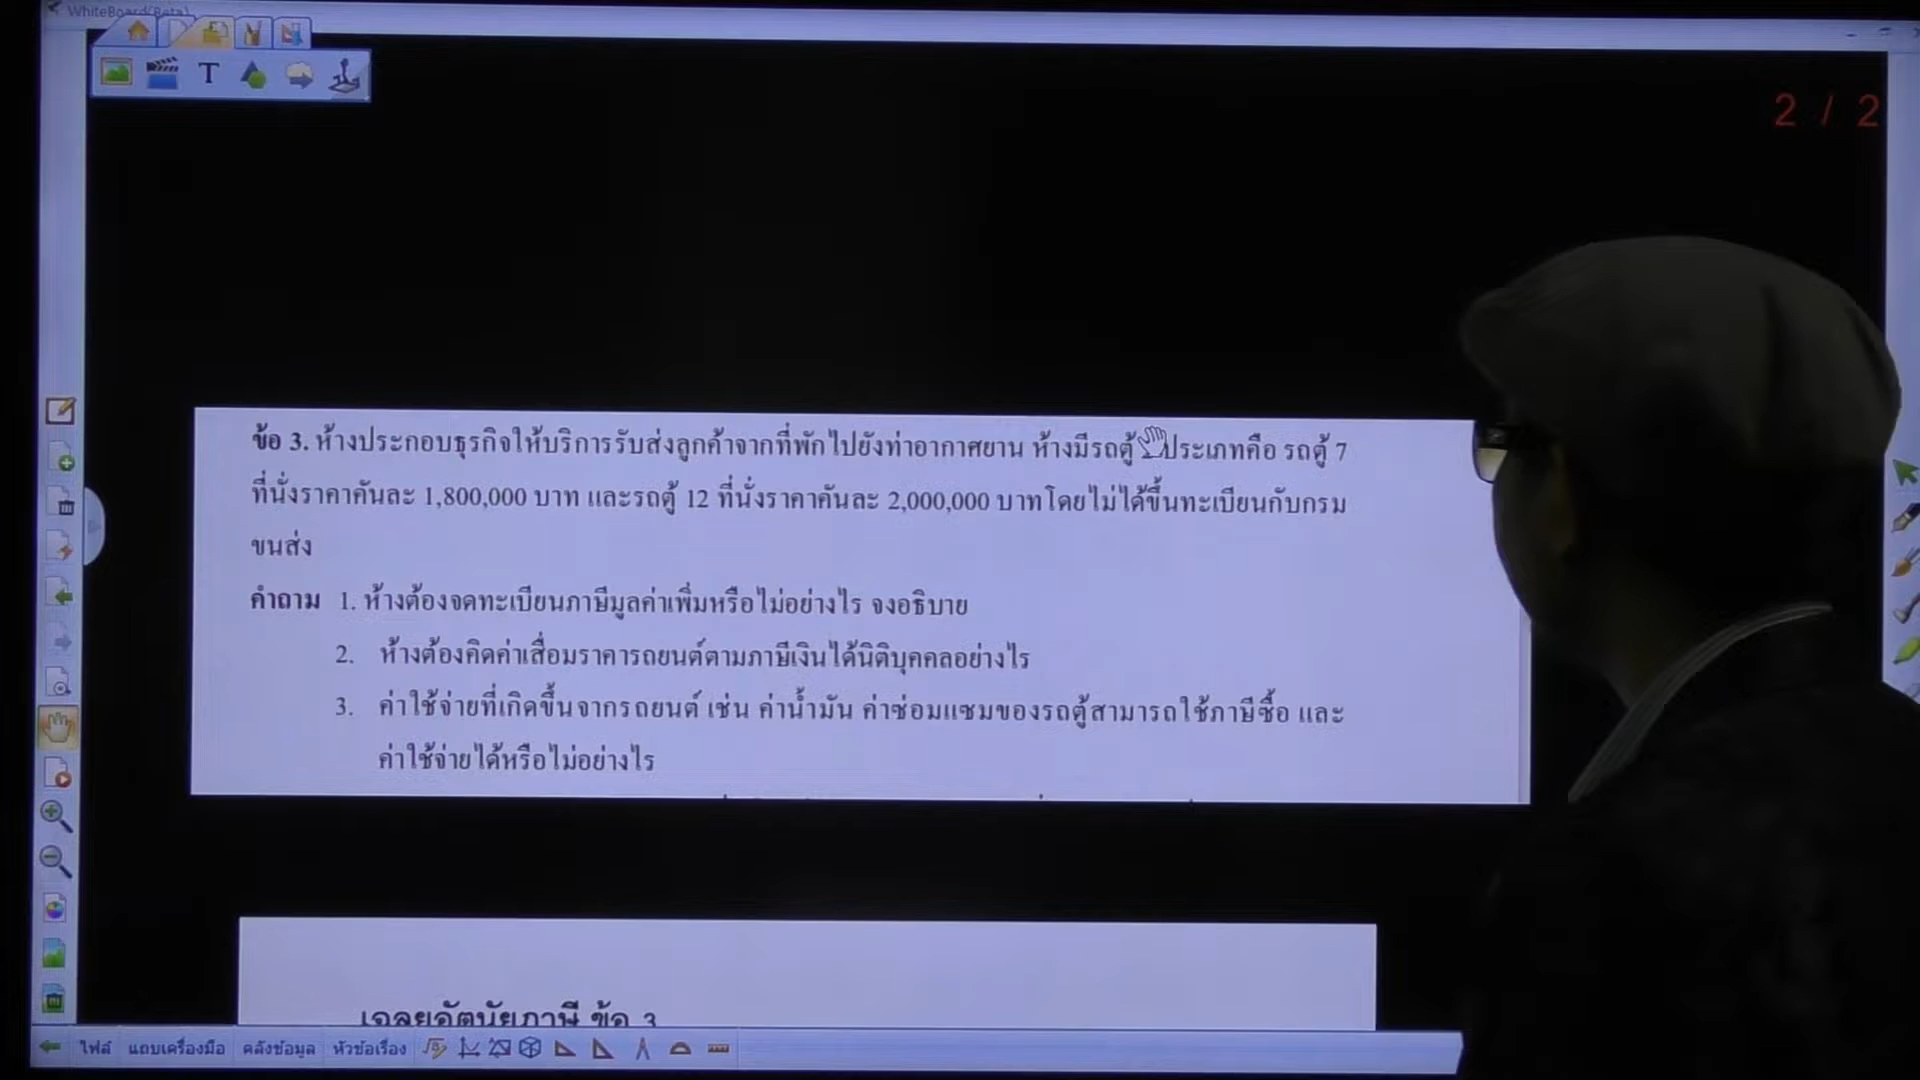 WhiteBoard(Beta)
T
2 / 2
ข้อ 3. ห้างประกอบธุรกิจให้บริการรับส่งลูกค้าจากที่พักไปยังท่าอากาศยาน ห้างมีรถตู้ ประเภทคือ รถตู้ 7
ที่นั่งราคาคันละ 1,800,000 บาท และรถตู้ 12 ที่นั่งราคาคันละ 2,000,000 บาทโดยไม่ได้ขึ้นทะเบียนกับกรม
ขนส่ง
คำถาม 1. ห้างต้องจดทะเบียนภาษีมูลค่าเพิ่มหรือไม่อย่างไร จงอธิบาย
2. ห้างต้องคิดค่าเสื่อมราคารถยนต์ตามภาษีเงินได้นิติบุคคลอย่างไร
3. ค่าใช้จ่ายที่เกิดขึ้นจากรถยนต์ เช่น ค่าน้ำมัน ค่าซ่อมแซมของรถตู้สามารถใช้ภาษีซื้อ และ
ค่าใช้จ่ายได้หรือไม่อย่างไร
เฉลยอัตนัยภาษี ข้อ 3
ไฟล์ แถบเครื่องมือ คลังข้อมูล หัวข้อเรื่อง